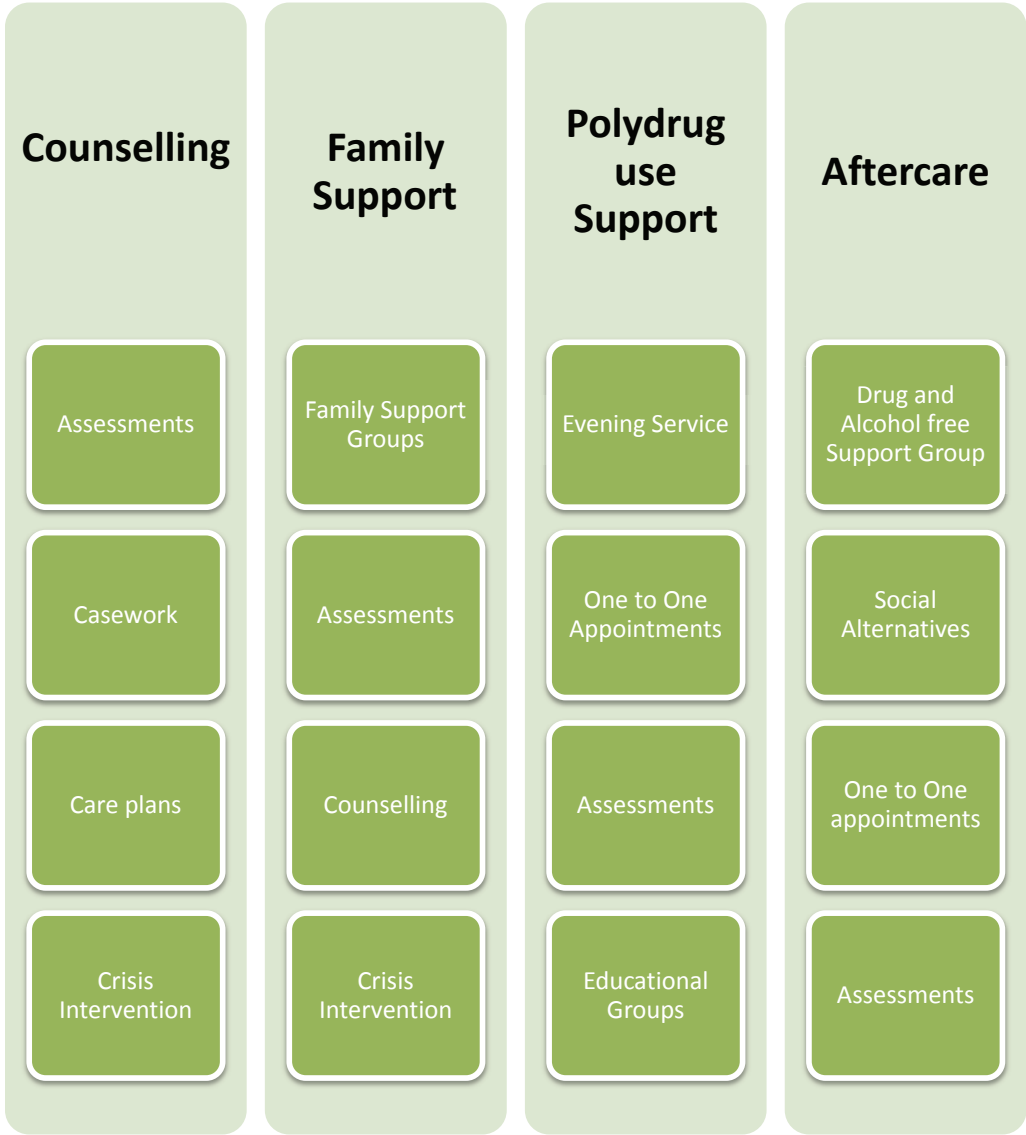 Counselling
Assessments
Casework
Care plans
Crisis
Intervention
Family
Support
Family Support
Groups
Assessments
Counselling
Crisis
Intervention
Polydrug
use
Support
Evening Service
One to One
Appointments
Assessments
Educational
Groups
Aftercare
Drug and
Alcohol free
Support Group
Social
Alternatives
One to One
appointments
Assessments